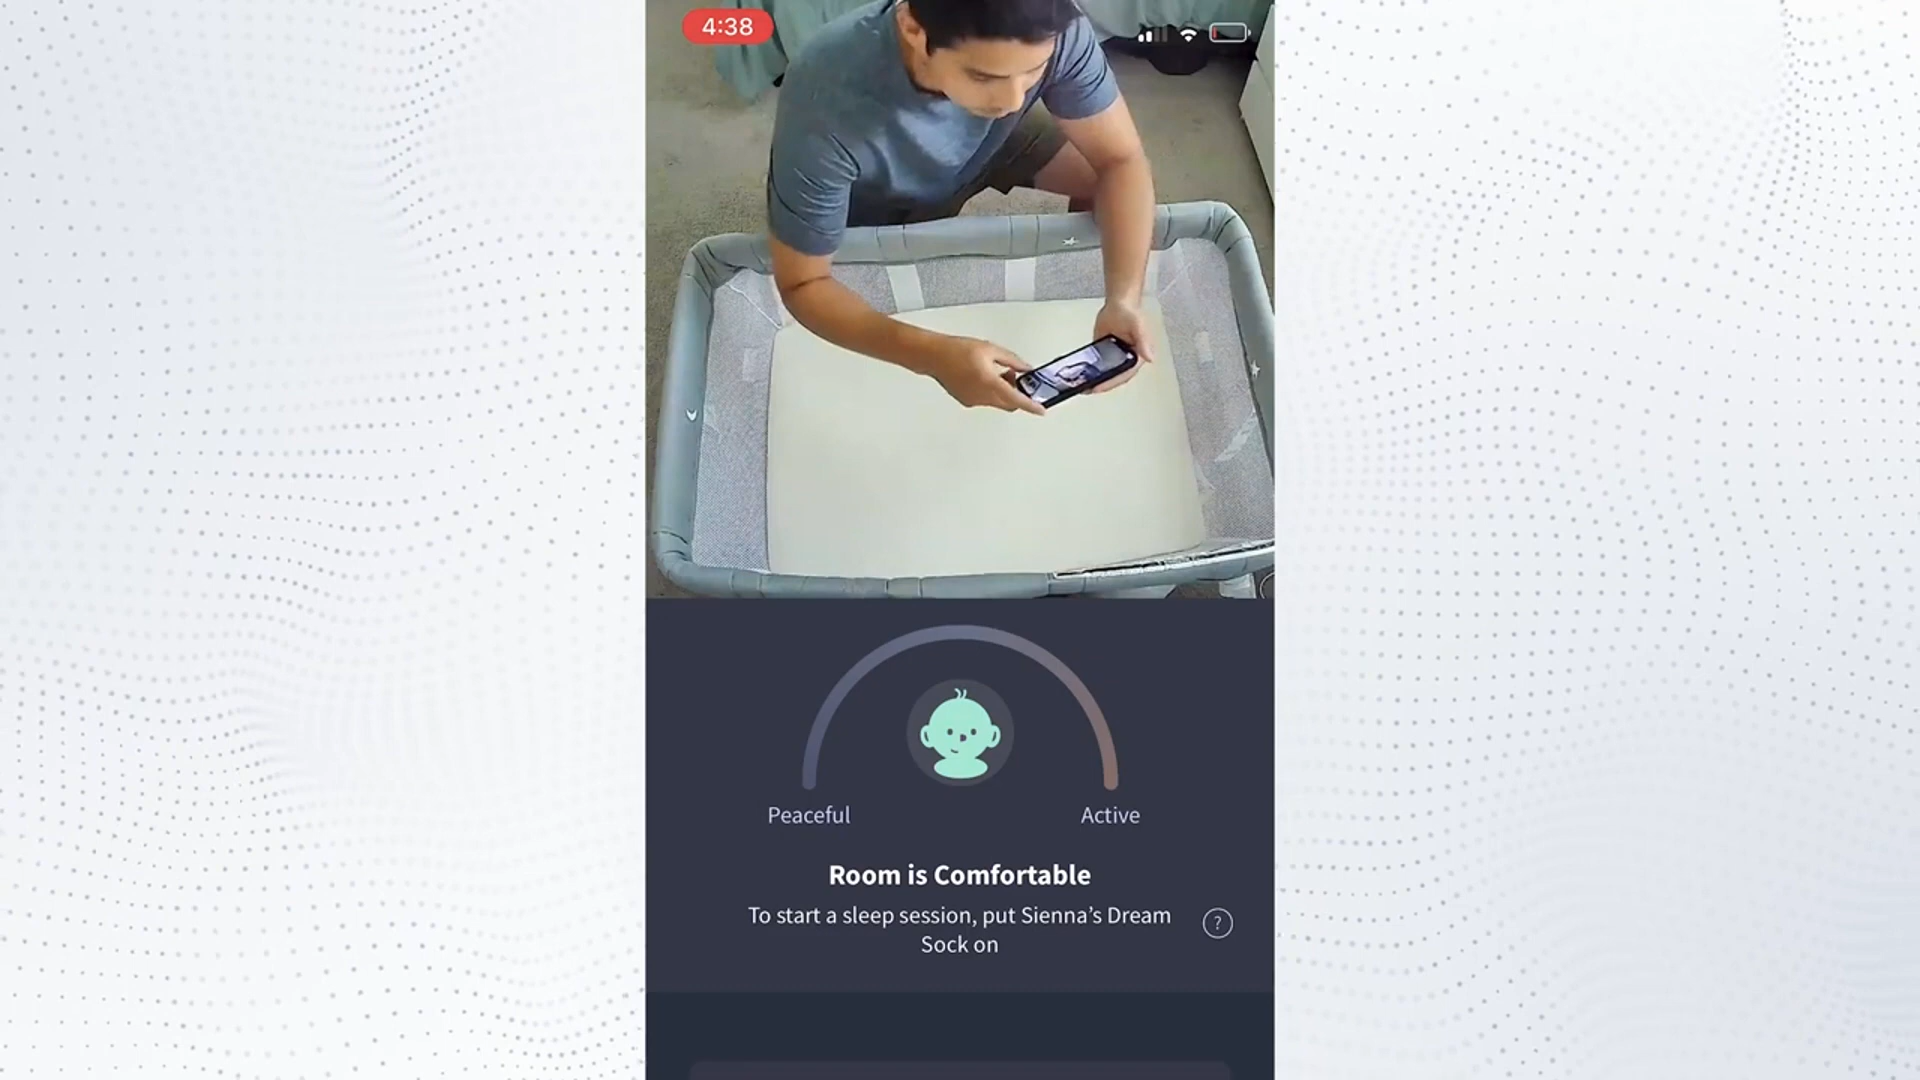 4:38
Peaceful
Active
Room is Comfortable
To start a sleep session, put Sienna’s Dream
Sock on
?